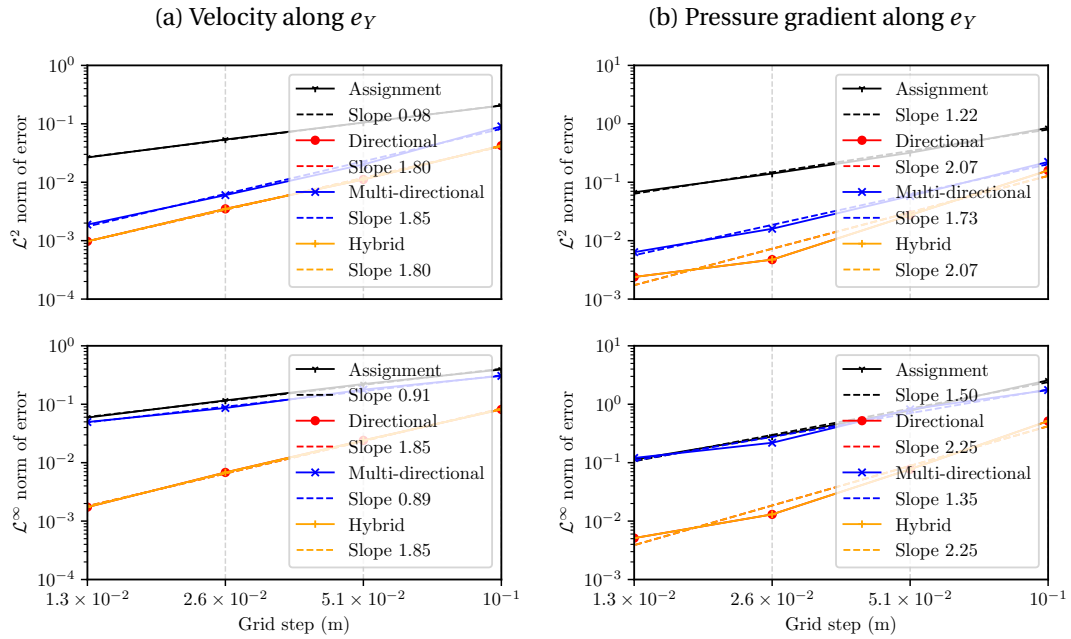 (a) Velocity along e_Y
(b) Pressure gradient along e_Y
10^0
10^-1
10^-2
10^-3
10^-4
L^2 norm of error
Assignment
Slope 0.98
Directional
Slope 1.80
Multi-directional
Slope 1.85
Hybrid
Slope 1.80
10^1
10^0
10^-1
10^-2
10^-3
L^2 norm of error
Assignment
Slope 1.22
Directional
Slope 2.07
Multi-directional
Slope 1.73
Hybrid
Slope 2.07
10^0
10^-1
10^-2
10^-3
10^-4
L^∞ norm of error
Assignment
Slope 0.91
Directional
Slope 1.85
Multi-directional
Slope 0.89
Hybrid
Slope 1.85
1.3 × 10^-2 2.6 × 10^-2 5.1 × 10^-2 10^-1
Grid step (m)
10^1
10^0
10^-1
10^-2
10^-3
L^∞ norm of error
Assignment
Slope 1.50
Directional
Slope 2.25
Multi-directional
Slope 1.35
Hybrid
Slope 2.25
1.3 × 10^-2 2.6 × 10^-2 5.1 × 10^-2 10^-1
Grid step (m)